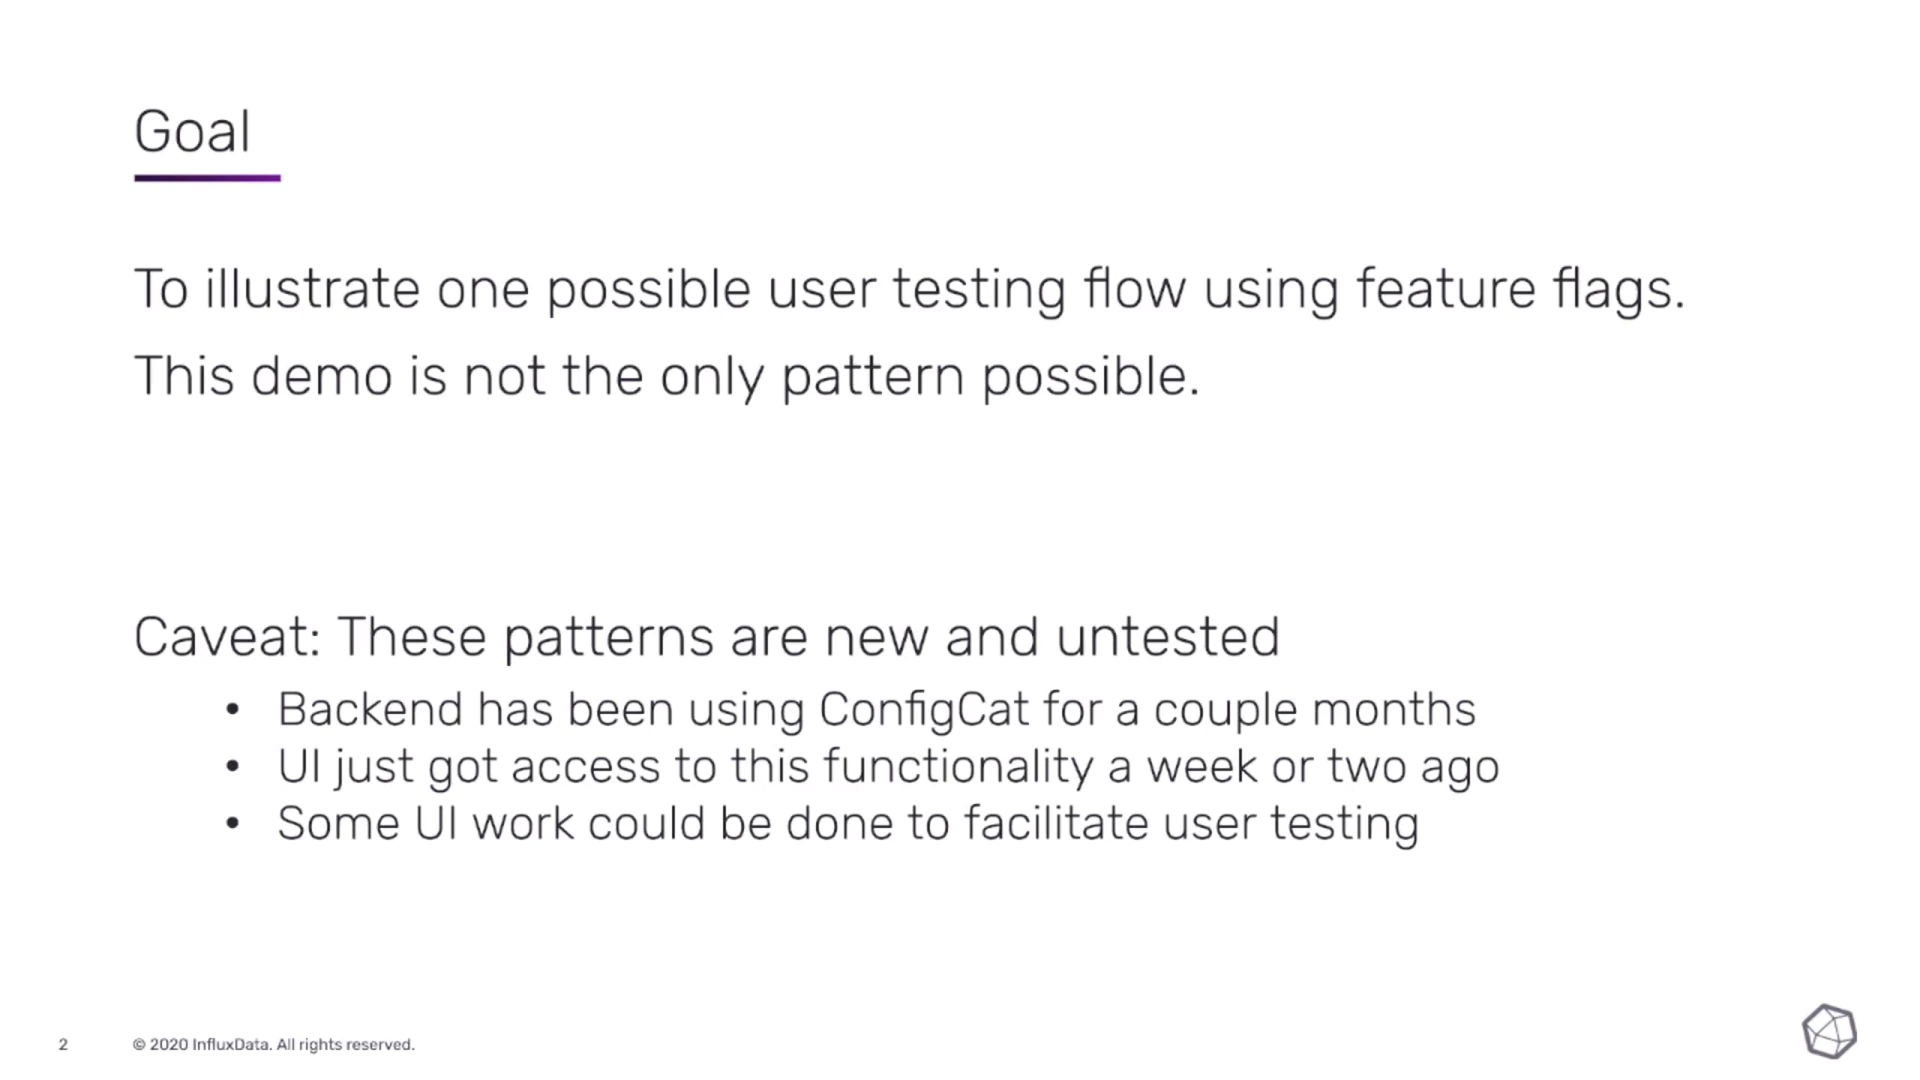 Goal
To illustrate one possible user testing flow using feature flags.
This demo is not the only pattern possible.
Caveat: These patterns are new and untested
• Backend has been using ConfigCat for a couple months
• UI just got access to this functionality a week or two ago
• Some UI work could be done to facilitate user testing
2 © 2020 InfluxData. All rights reserved.